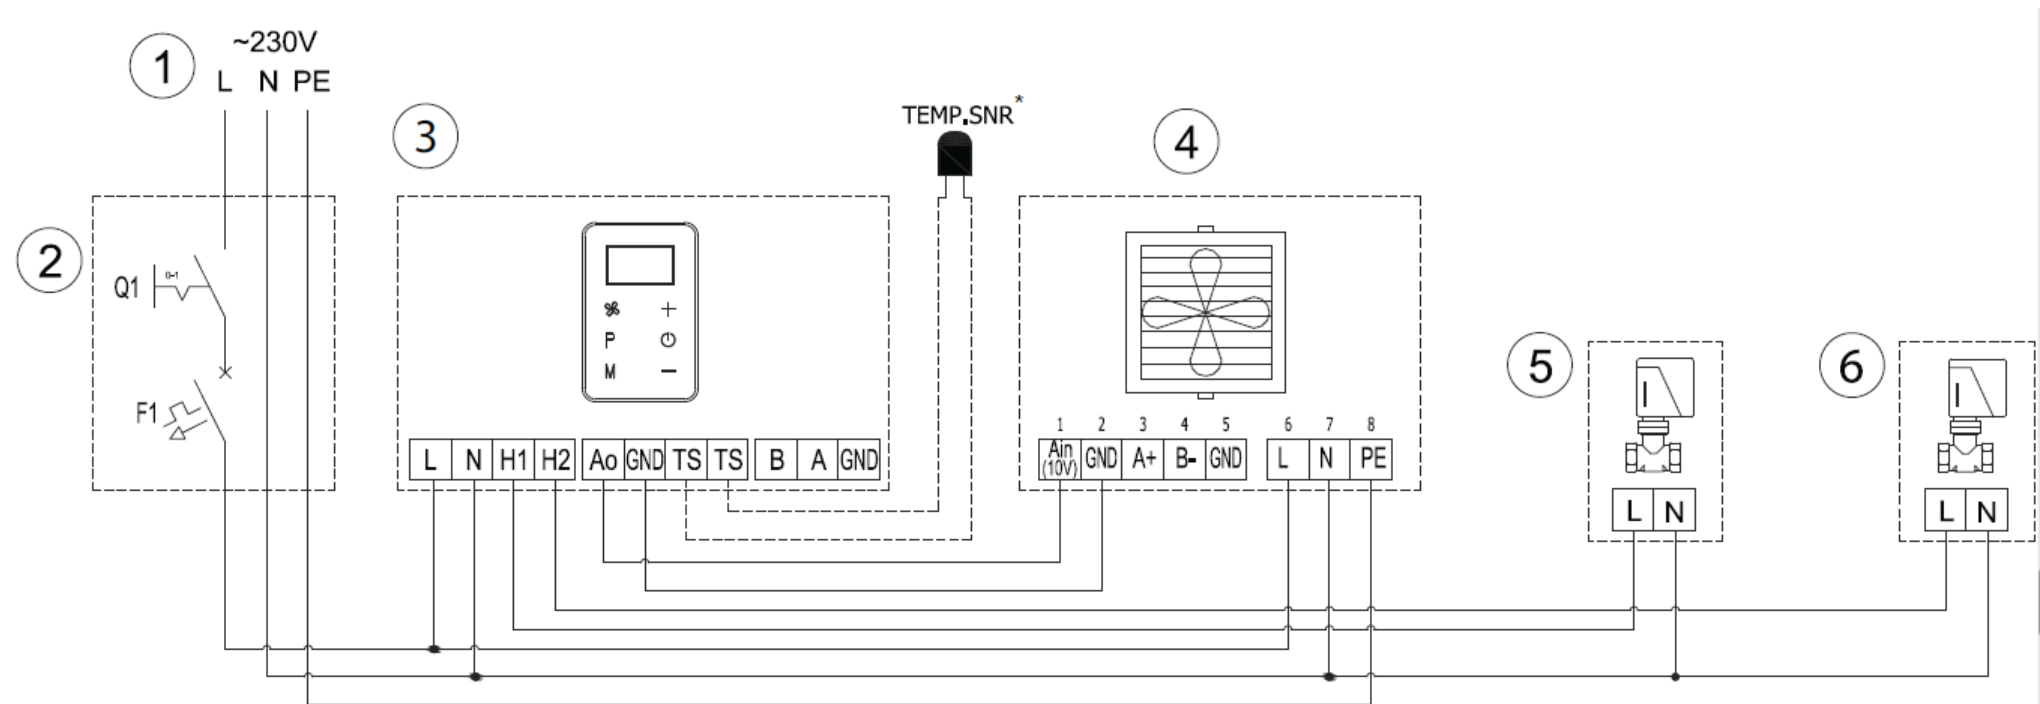 1
~230V
L N PE
2
Q1
0-1
F1
3
P
M
L N H1 H2 Ao GND TS TS B A GND
TEMP.SNR*
4
1 2 3 4 5 6 7 8
Ain (10V) GND A+ B- GND L N PE
5
L N
6
L N